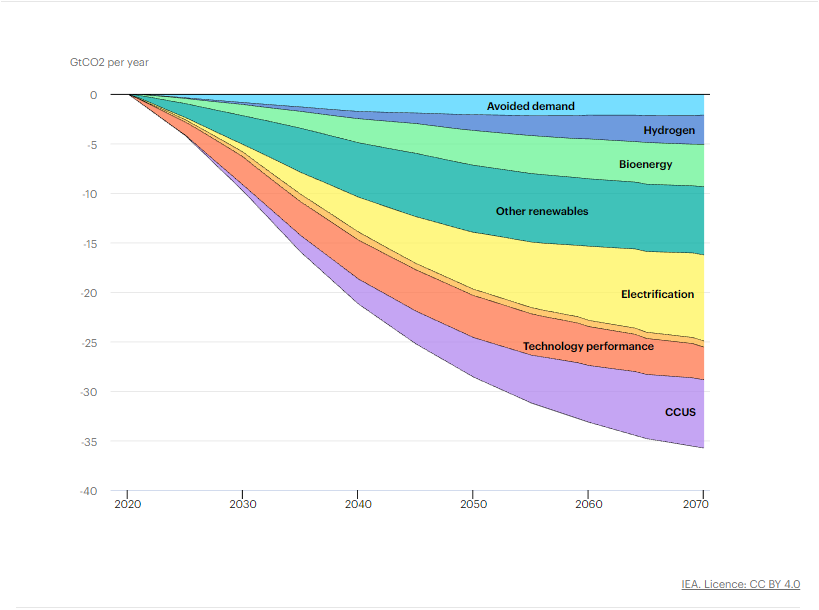 GtCO2 per year
0
Avoided demand
Hydrogen
-5
Bioenergy
-10
Other renewables
-15
Electrification
-20
-25
Technology performance
-30
CCUS
-35
-40
2020 2030 2040 2050 2060 2070
IEA. Licence: CC BY 4.0